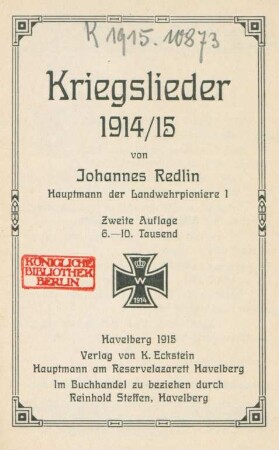 K 1915. 10873
Kriegslieder
1914/15
von
Johannes Redlin
Hauptmann der Landwehrpioniere I
Zweite Auflage
6.—10. Tausend
KÖNIGLICHE
BIBLIOTHEK
BERLIN
W
1914
Havelberg 1915
Verlag von K. Eckstein
Hauptmann am Reservelazarett Havelberg
Im Buchhandel zu beziehen durch
Reinhold Steffen, Havelberg